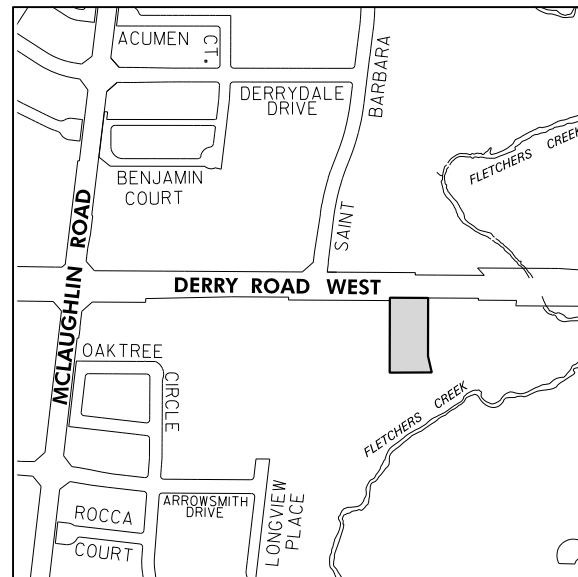 ACUMEN
CT.
BARBARA
DERRYDALE
DRIVE
FLETCHERS CREEK
BENJAMIN
COURT
MCLAUGHLIN ROAD
SAINT
DERRY ROAD WEST
OAKTREE
CIRCLE
FLETCHERS CREEK
ARROWSMITH
DRIVE
LONGVIEW
PLACE
ROCCA
COURT